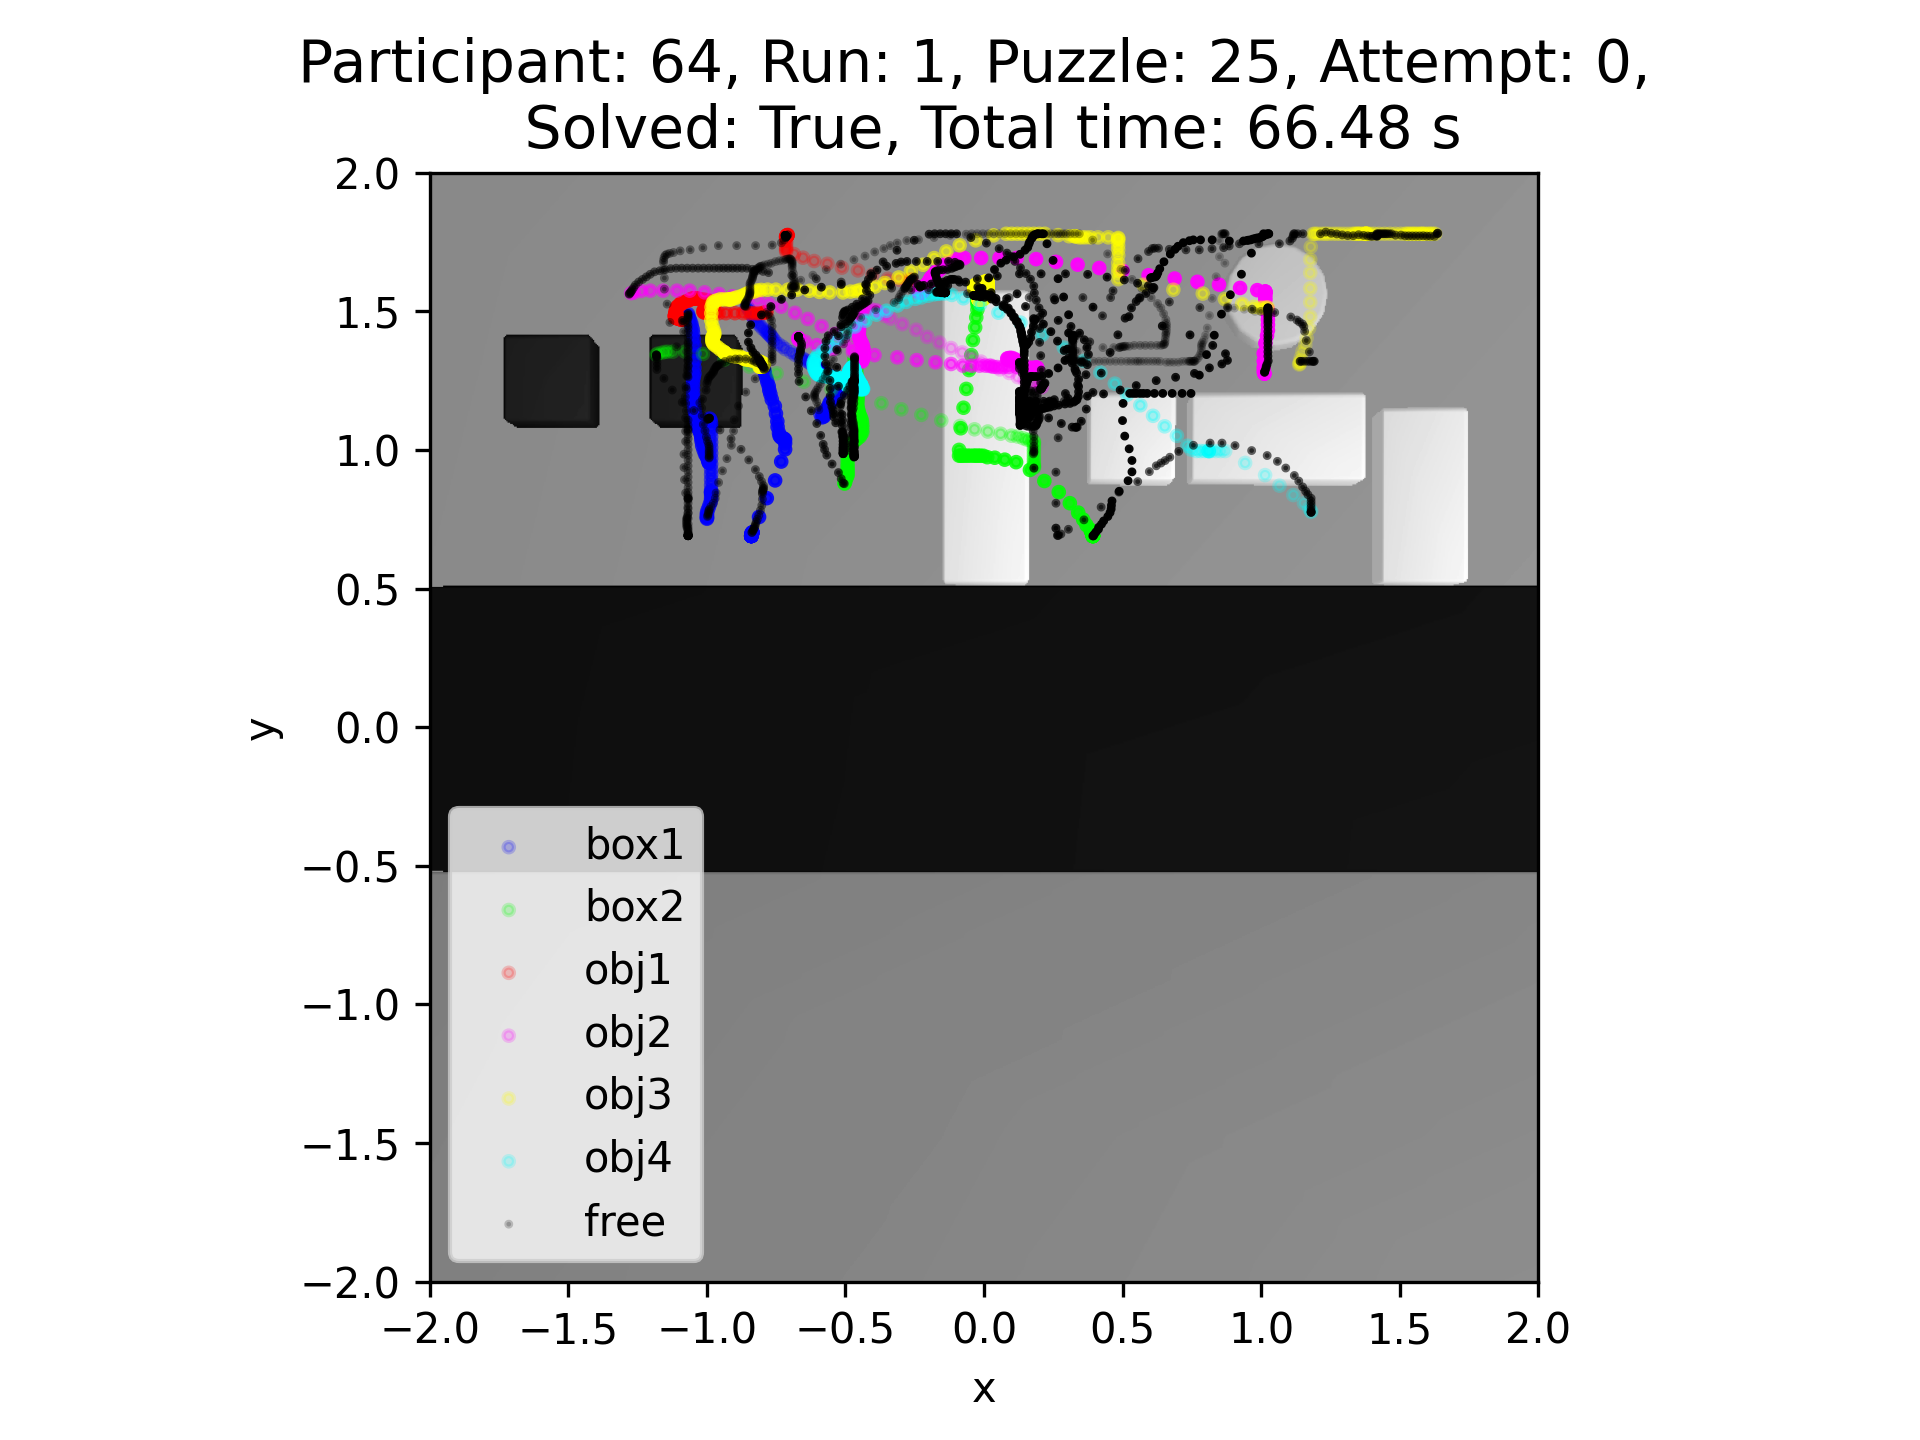 Participant: 64, Run: 1, Puzzle: 25, Attempt: 0,
Solved: True, Total time: 66.48 s
2.0
1.5
1.0
0.5
0.0
−0.5
−1.0
−1.5
−2.0
y
box1
box2
obj1
obj2
obj3
obj4
free
−2.0 −1.5 −1.0 −0.5 0.0 0.5 1.0 1.5 2.0
x